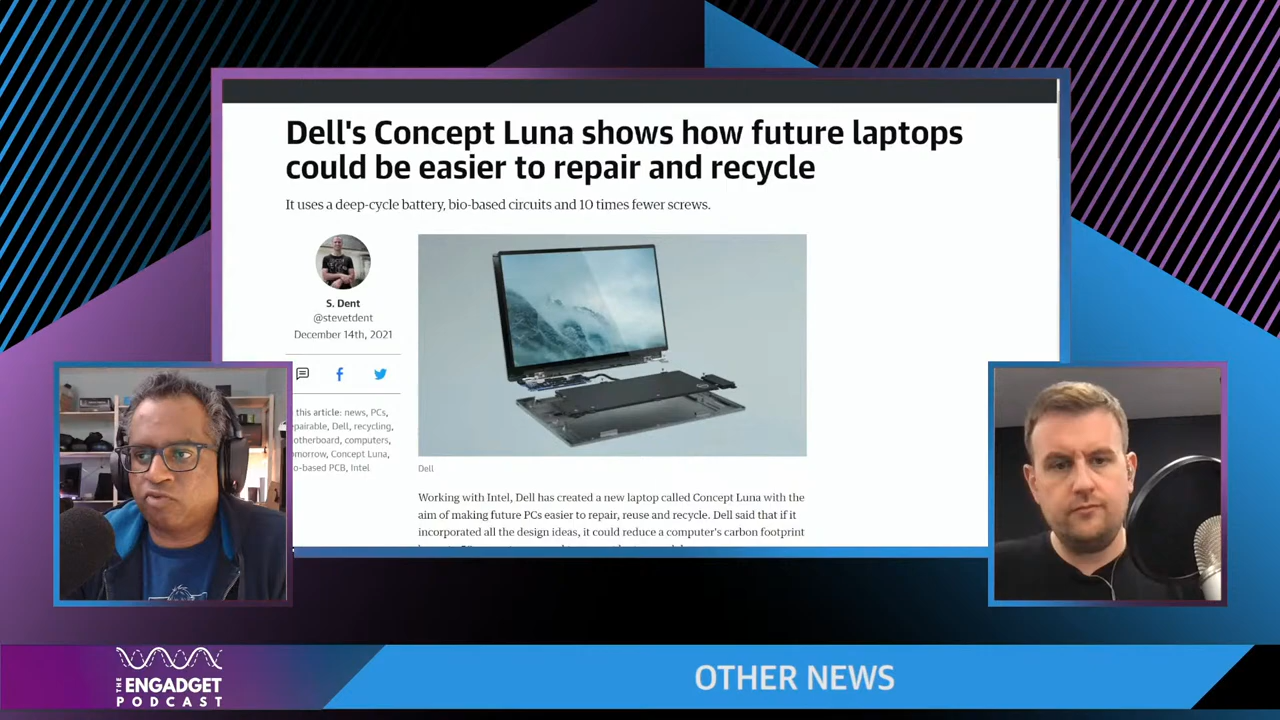 Dell's Concept Luna shows how future laptops
could be easier to repair and recycle
It uses a deep-cycle battery, bio-based circuits and 10 times fewer screws.
S. Dent
@stevetdent
December 14th, 2021
this article: news, PCs,
epairable, Dell, recycling,
otherboard, computers,
omorrow, Concept Luna,
o-based PCB, Intel
Dell
Working with Intel, Dell has created a new laptop called Concept Luna with the
aim of making future PCs easier to repair, reuse and recycle. Dell said that if it
incorporated all the design ideas, it could reduce a computer's carbon footprint
THE
ENGADGET
PODCAST
OTHER NEWS